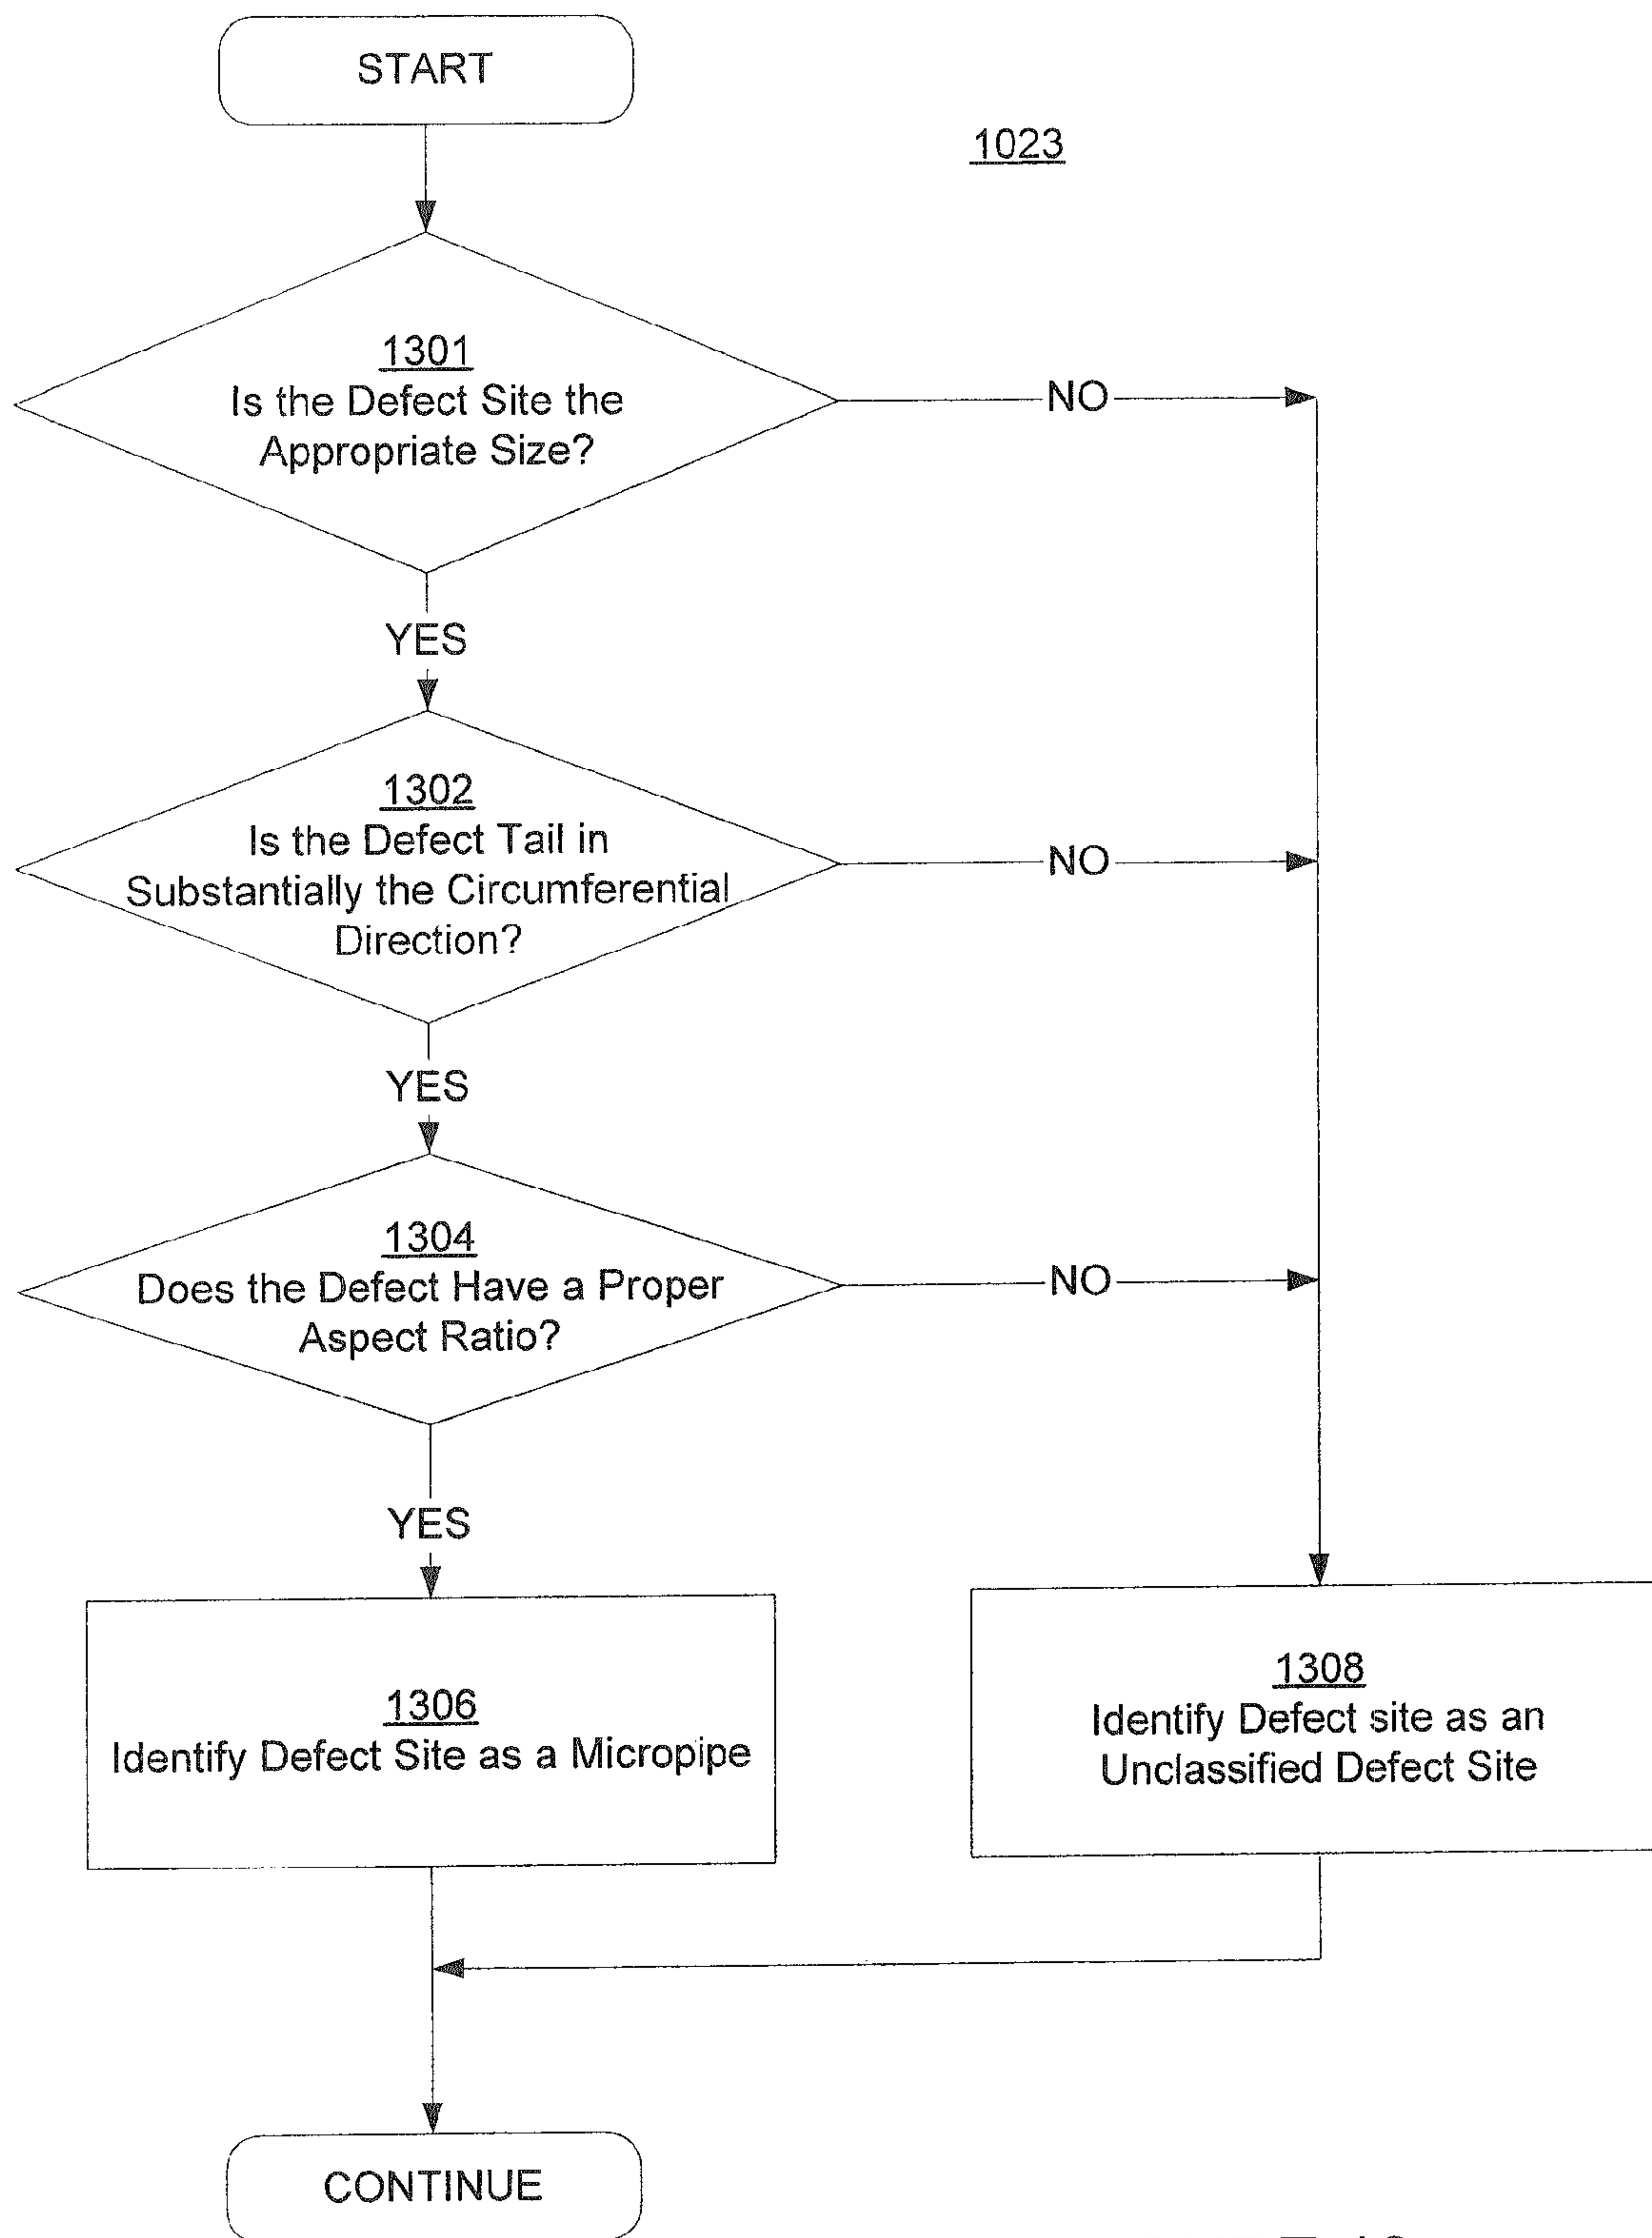 START
1023
1301
Is the Defect Site the
Appropriate Size?
NO
YES
1302
Is the Defect Tail in
Substantially the Circumferential
Direction?
NO
YES
1304
Does the Defect Have a Proper
Aspect Ratio?
NO
YES
1306
Identify Defect Site as a Micropipe
1308
Identify Defect site as an
Unclassified Defect Site
CONTINUE